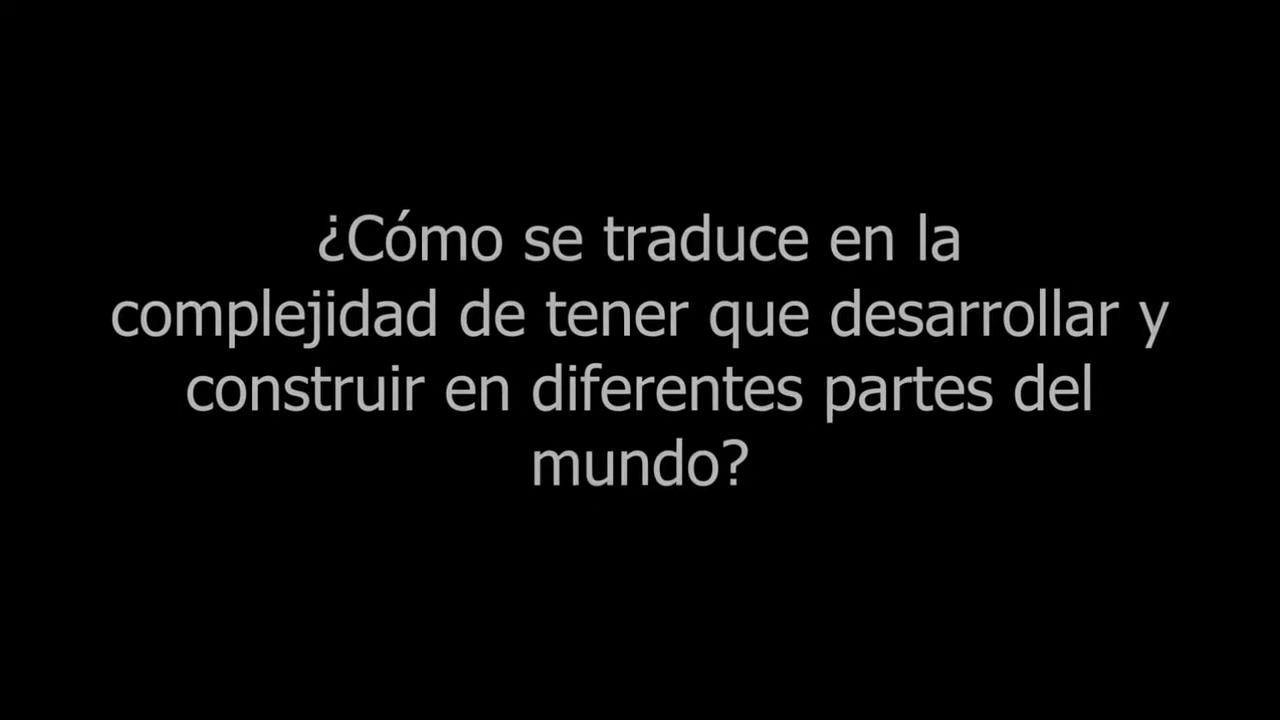 ¿Cómo se traduce en la
complejidad de tener que desarrollar y
construir en diferentes partes del
mundo?